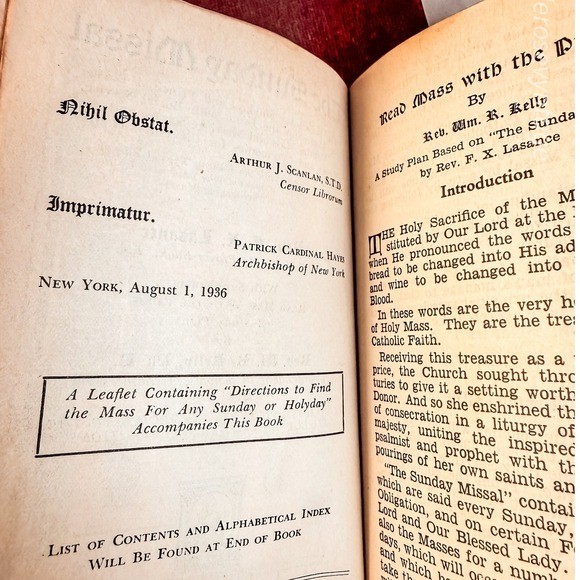 Nihil Obstat.
ARTHUR J. SCANLAN, S.T.D.
Censor Librorum
Imprimatur.
PATRICK CARDINAL HAYES
Archbishop of New York
NEW YORK, August 1, 1936
A Leaflet Containing "Directions to Find
the Mass For Any Sunday or Holyday"
Accompanies This Book
LIST OF CONTENTS AND ALPHABETICAL INDEX
WILL BE FOUND AT END OF BOOK
Read Mass with the
By
Rev. Wm. R. Kelly
A Study Plan Based on "The Sunda
by Rev. F. X. Lasance
Introduction
THE Holy Sacrifice of the M
stituted by Our Lord at the
when He pronounced the words
bread to be changed into His ad
and wine to be changed into
Blood.
In these words are the very he
of Holy Mass. They are the trea
Catholic Faith.
Receiving this treasure as a
price, the Church sought thro
turies to give it a setting worth
Donor. And so she enshrined th
of consecration in a liturgy of
majesty, uniting the inspired
psalmist and prophet with th
pourings of her own saints an
"The Sunday Missal" contai
which are said every Sunday,
Obligation, and on certain F
Lord and Our Blessed Lady.
also the Masses for a numb
days, which will occ
and which ha
take the